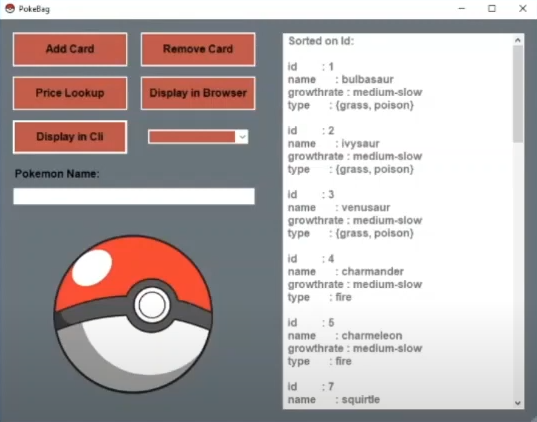 PokeBag
Add Card
Remove Card
Price Lookup
Display in Browser
Display in Cli
Pokemon Name:
Sorted on Id:
id : 1
name : bulbasaur
growthrate : medium-slow
type : {grass, poison}
id : 2
name : ivysaur
growthrate : medium-slow
type : {grass, poison}
id : 3
name : venusaur
growthrate : medium-slow
type : {grass, poison}
id : 4
name : charmander
growthrate : medium-slow
type : fire
id : 5
name : charmeleon
growthrate : medium-slow
type : fire
id : 7
name : squirtle